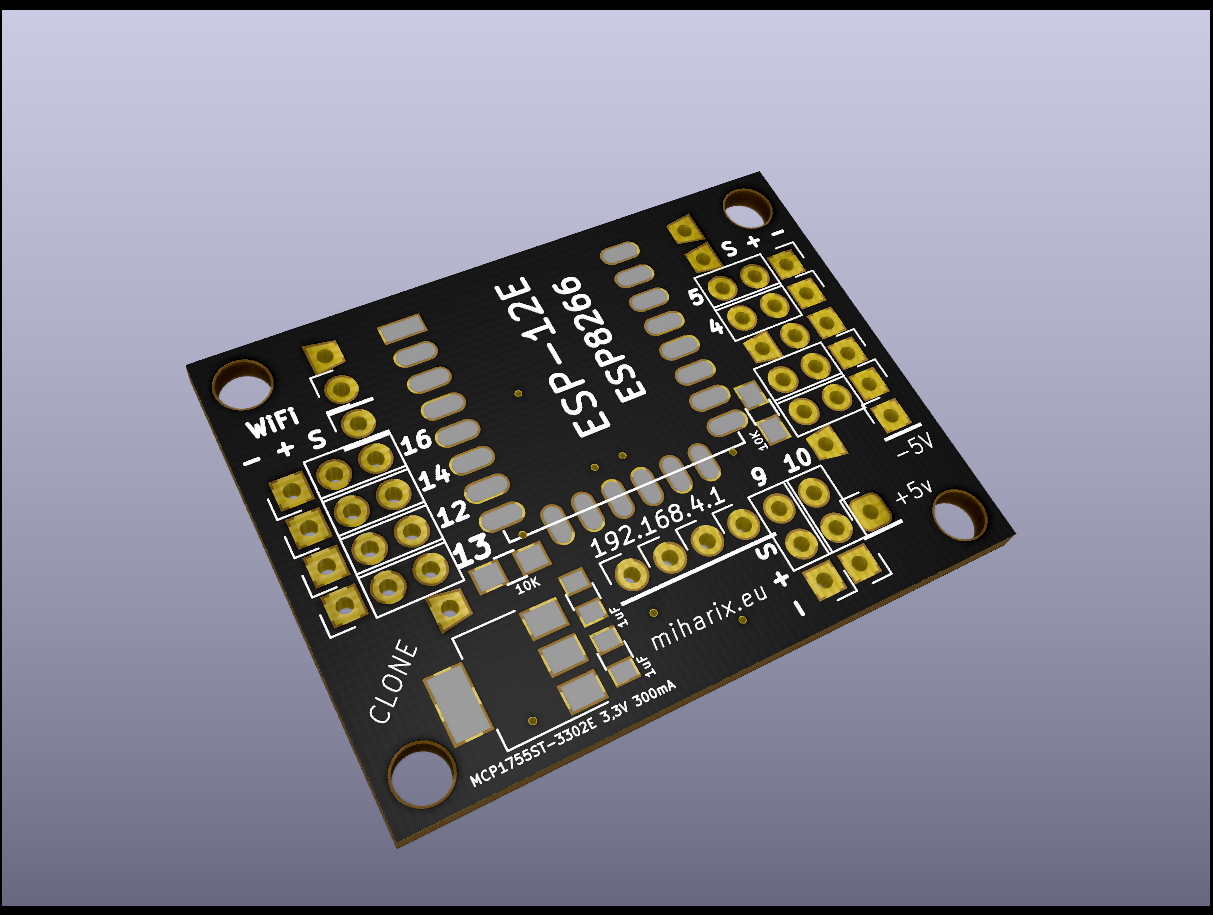 S + -
5
4
ESP-12E
ESP8266
WiFi
- + S
16
14
12
13
10K
-5V
9 10
+5v
192.168.4.1
10K
S + -
1uF
1uF
miharix.eu
CLONE
MCP1755ST-3302E 3.3V 300mA